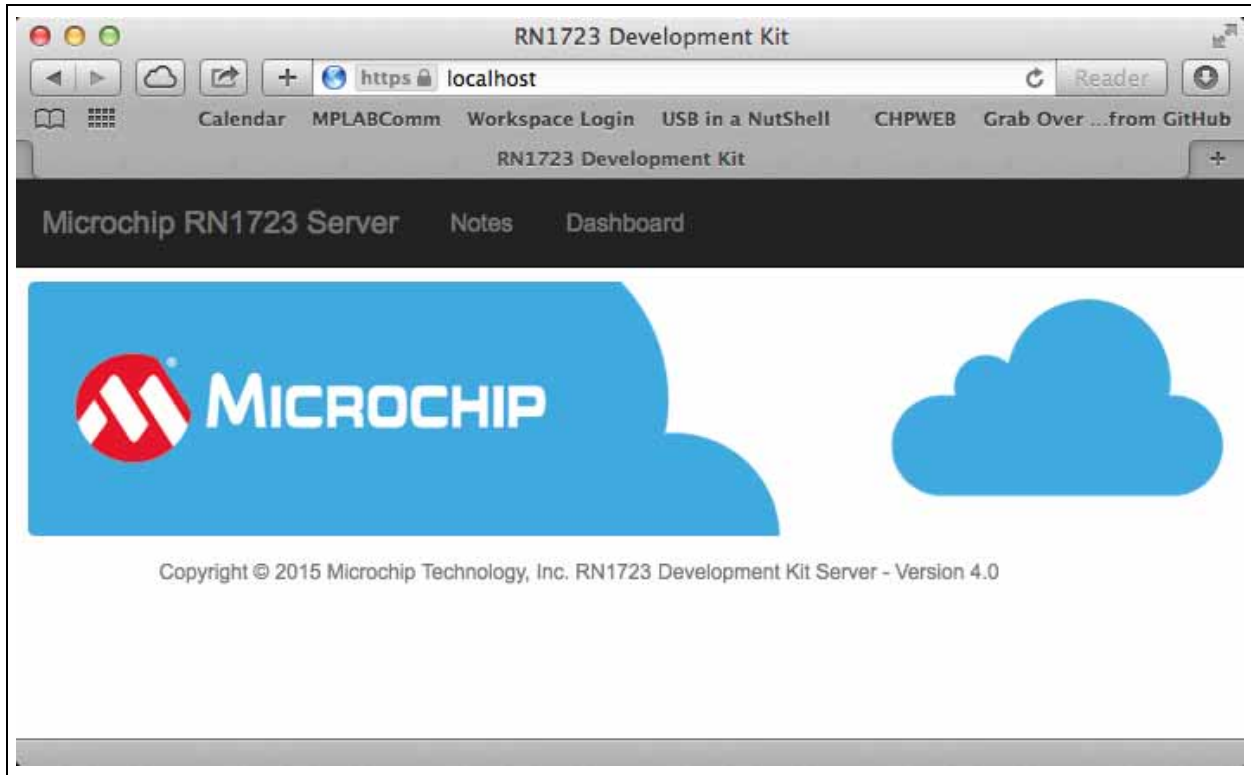 RN1723 Development Kit
https localhost Reader
Calendar MPLABComm Workspace Login USB in a NutShell CHPWEB Grab Over ...from GitHub
RN1723 Development Kit
Microchip RN1723 Server Notes Dashboard
MICROCHIP
Copyright © 2015 Microchip Technology, Inc. RN1723 Development Kit Server - Version 4.0